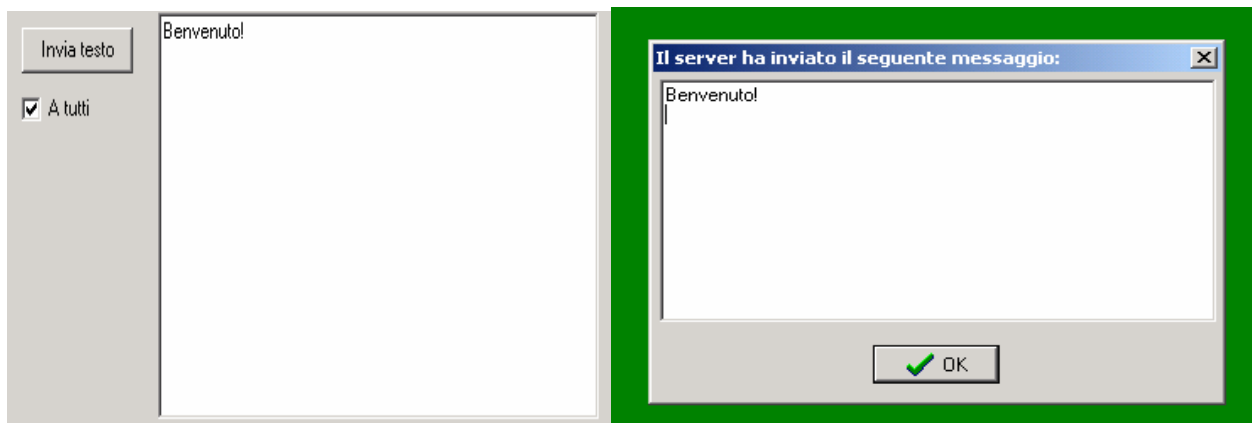 Invia testo
A tutti
Benvenuto!
Il server ha inviato il seguente messaggio:
Benvenuto!
OK